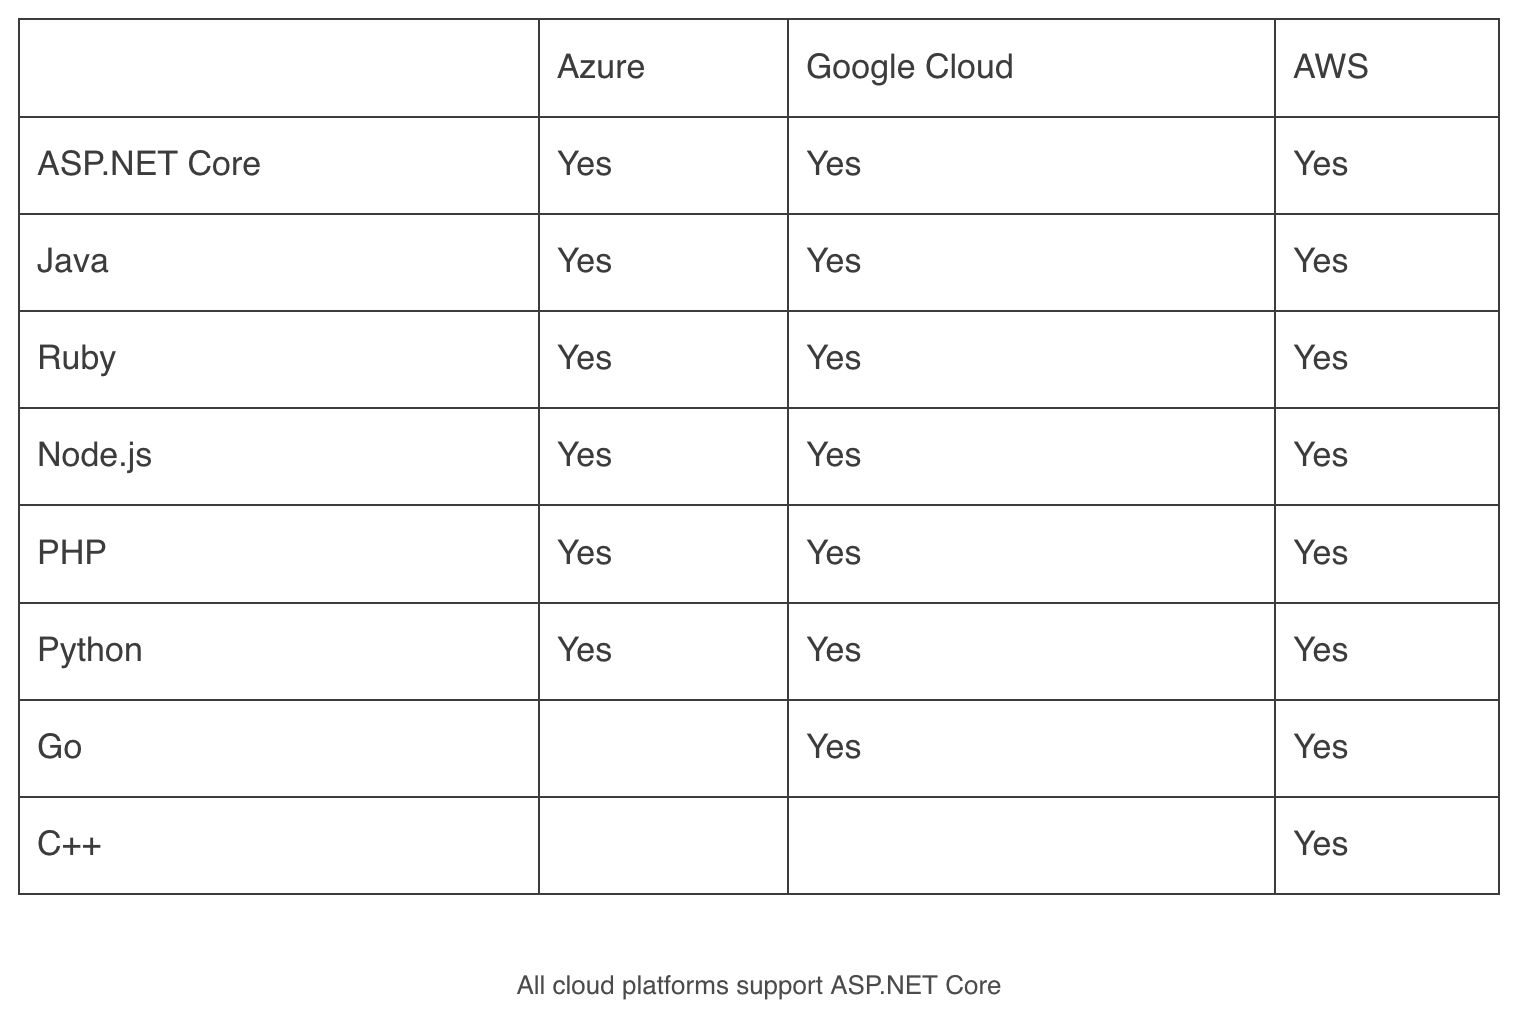 Azure Google Cloud AWS
ASP.NET Core Yes Yes Yes
Java Yes Yes Yes
Ruby Yes Yes Yes
Node.js Yes Yes Yes
PHP Yes Yes Yes
Python Yes Yes Yes
Go Yes Yes
C++ Yes
All cloud platforms support ASP.NET Core